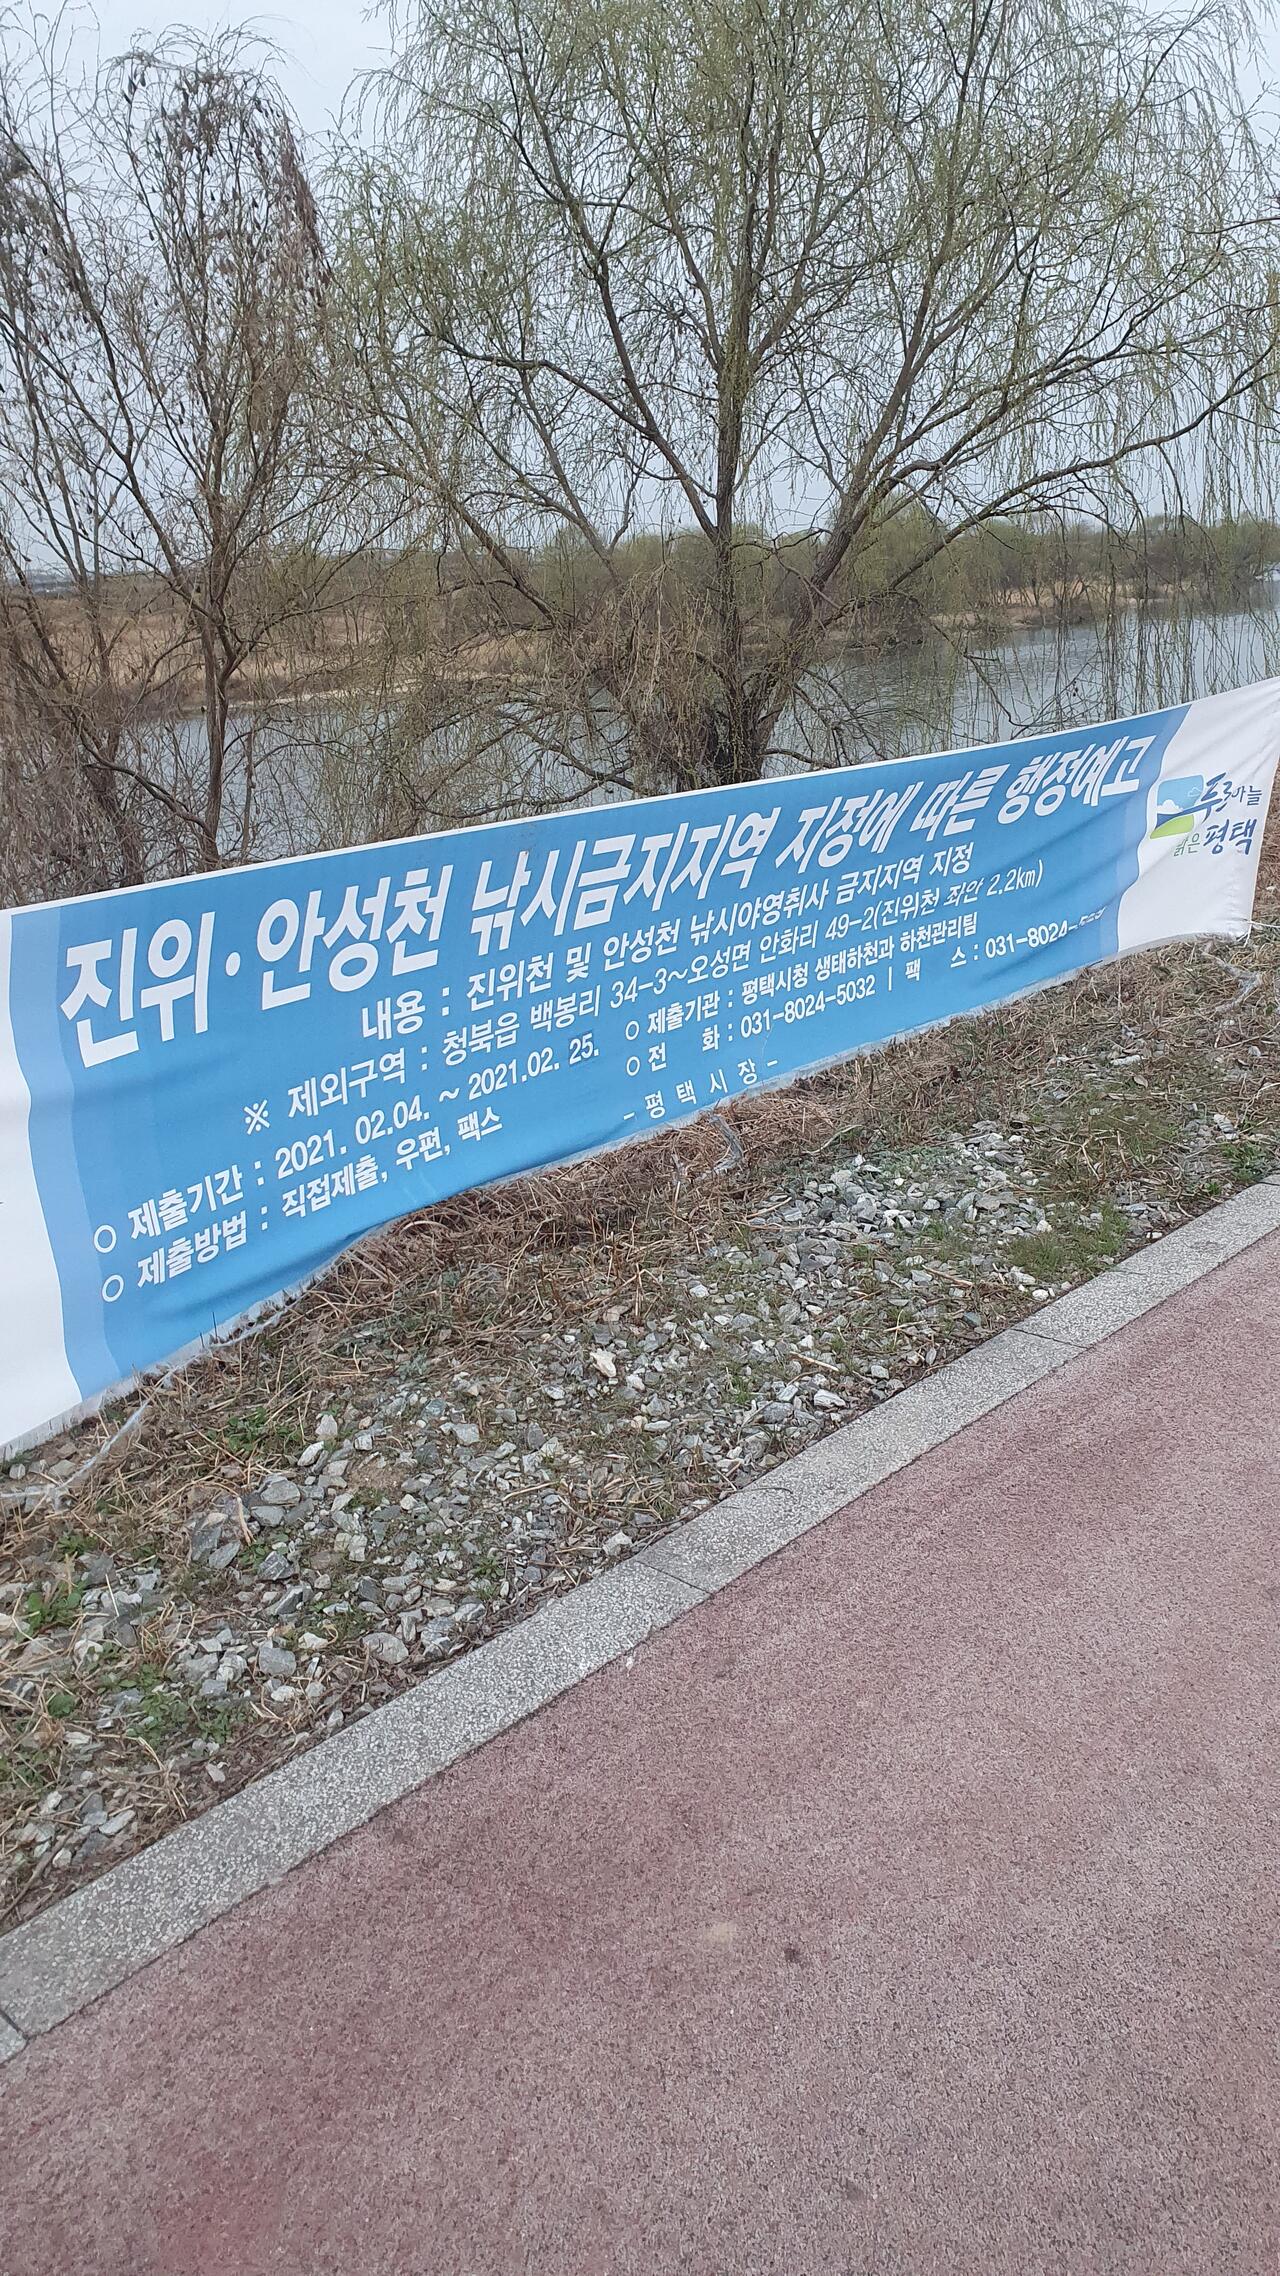 진위·안성천 낚시금지지역 지정에 따른 행정예고
내용 : 진위천 및 안성천 낚시야영취사 금지지역 지정
※ 제외구역 : 청북읍 백봉리 34-3~오성면 안화리 49-2(진위천 좌안 2.2km)
○ 제출기간 : 2021. 02.04. ~ 2021.02. 25.
○ 제출방법 : 직접제출, 우편, 팩스
○ 제출기관 : 평택시청 생태하천과 하천관리팀
○ 전 화 : 031-8024-5032 | 팩 스 : 031-8024-
- 평 택 시 장 -
푸른하늘
맑은 평택